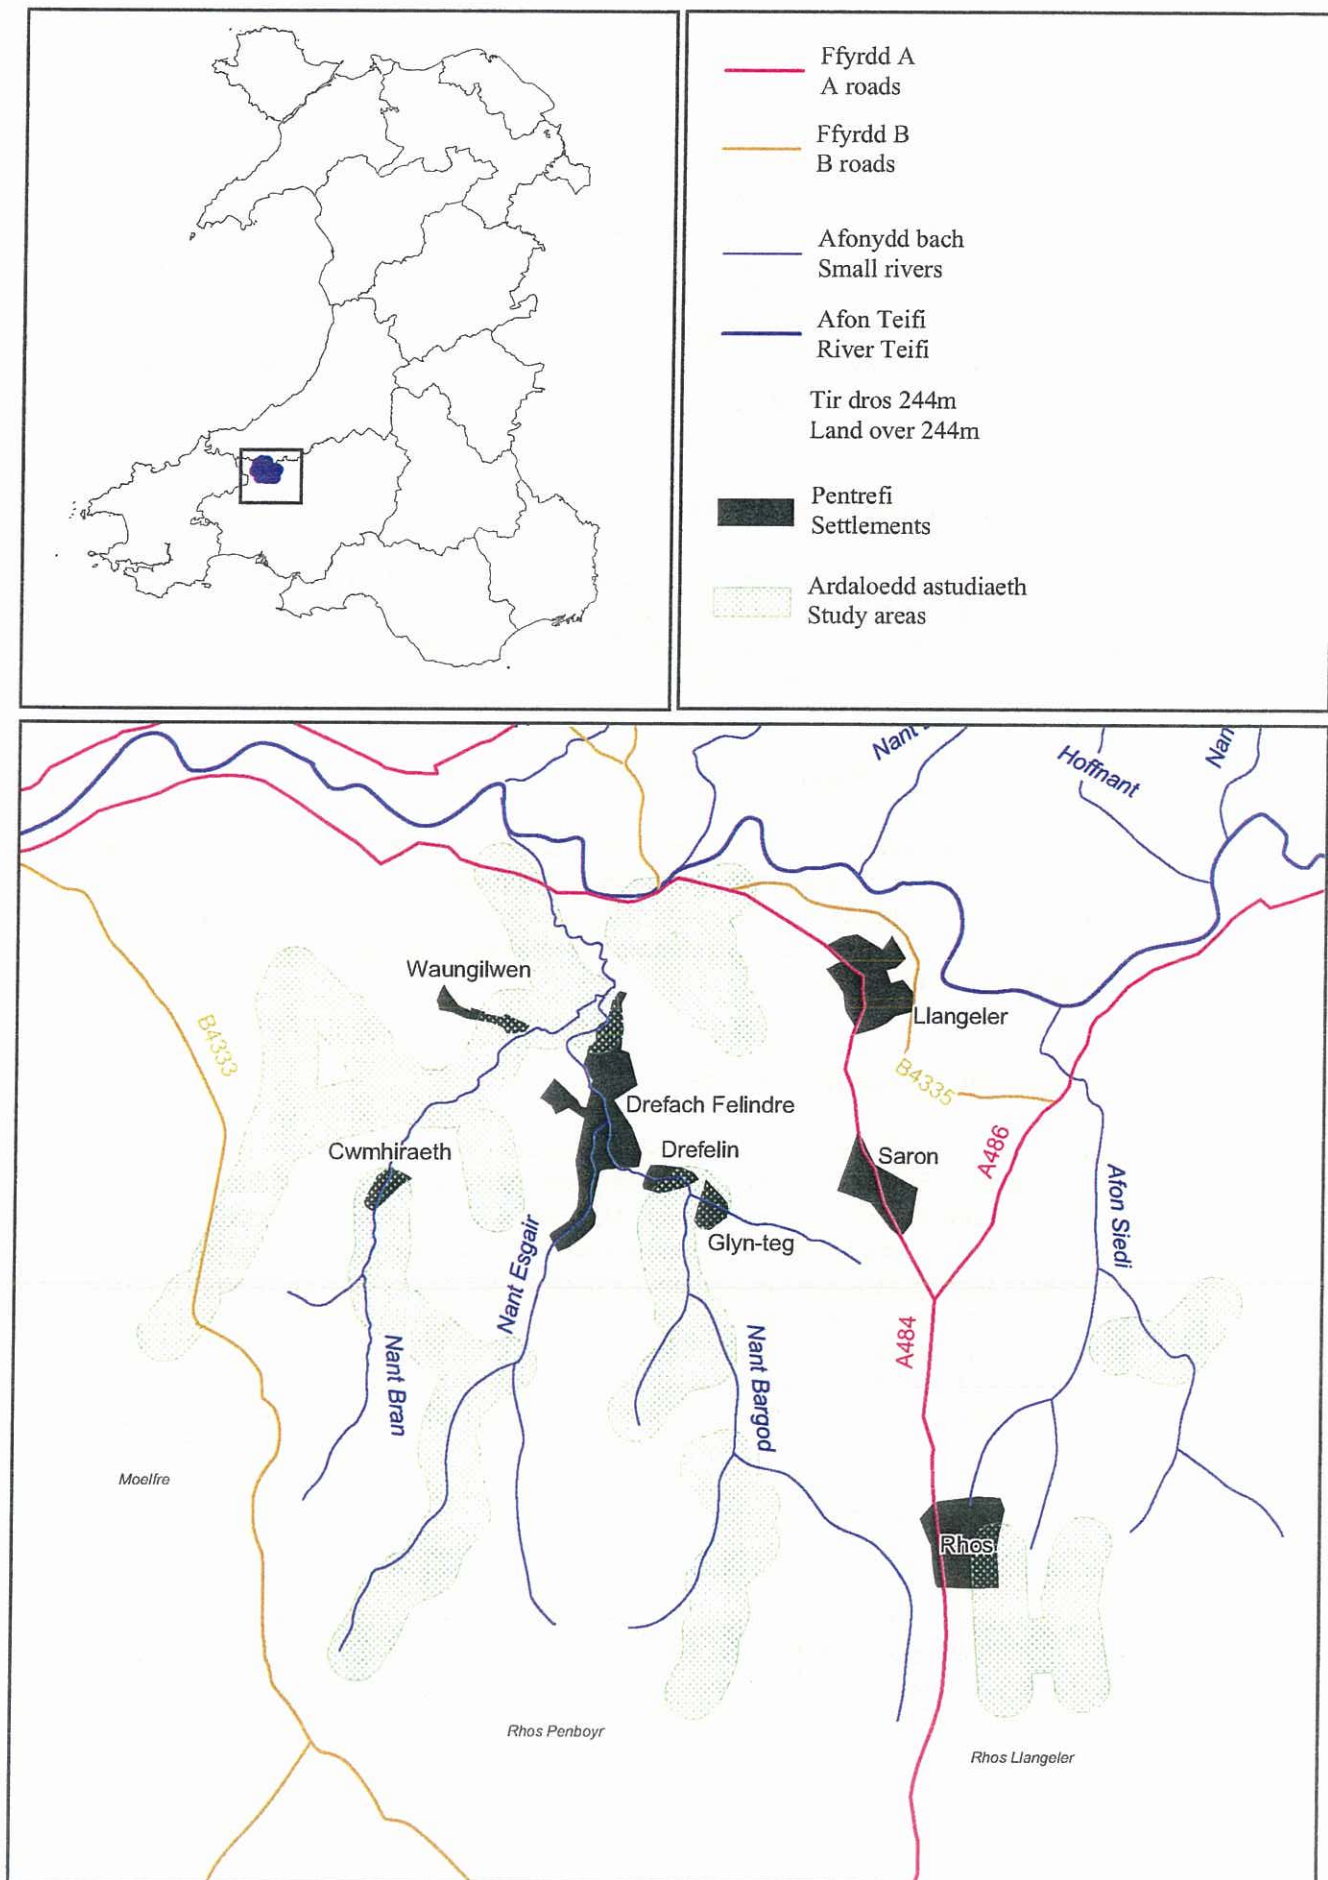 Ffyrdd A
A roads
Ffyrdd B
B roads
Afonydd bach
Small rivers
Afon Teifi
River Teifi
Tir dros 244m
Land over 244m
Pentrefi
Settlements
Ardaloedd astudiaeth
Study areas
Nant
Hoffnant
Nan
Waungilwen
Llangeler
B4333
B4335
Drefach Felindre
Cwmhiraeth
Drefelin
Saron
A486
Glyn-teg
Afon Siedi
Nant Esgair
A484
Nant Bran
Nant Bargod
Moelfre
Rhos
Rhos Penboyr
Rhos Llangeler